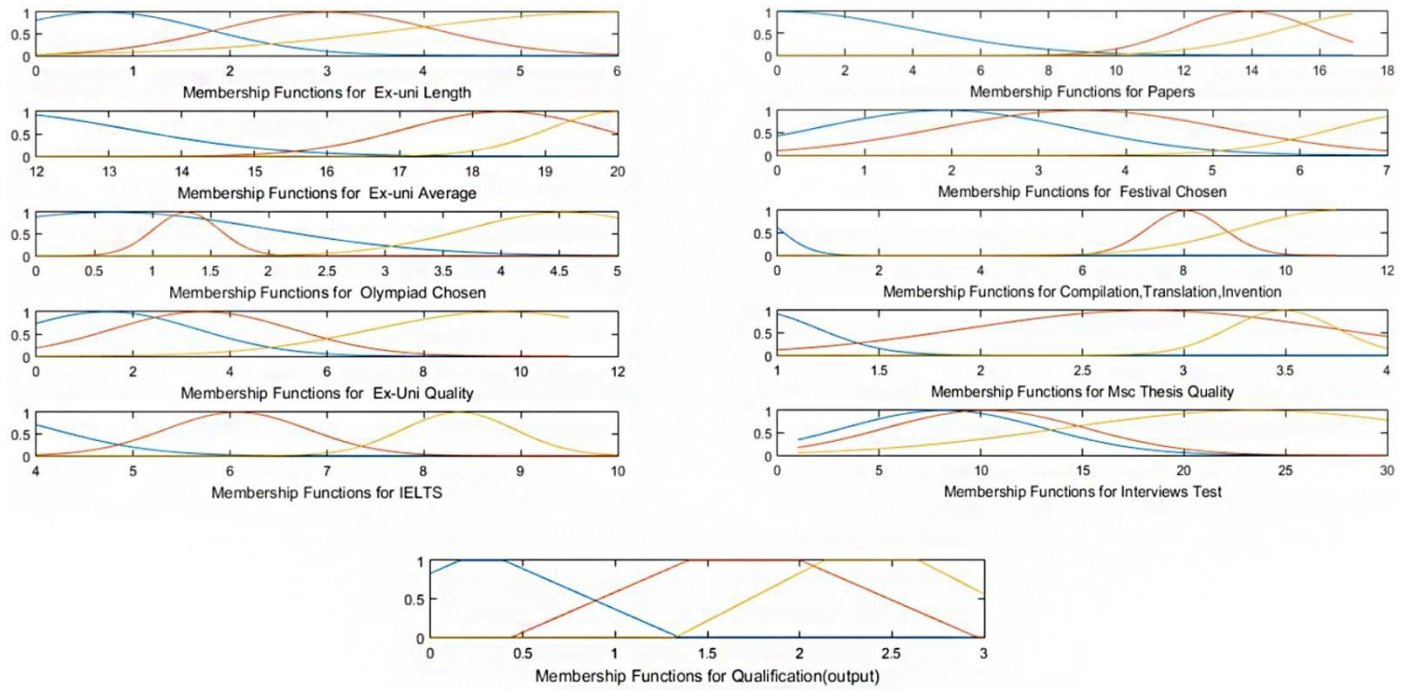 1
0.5
0
0 1 2 3 4 5 6
Membership Functions for Ex-uni Length
1
0.5
0
0 2 4 6 8 10 12 14 16 18
Membership Functions for Papers
1
0.5
0
12 13 14 15 16 17 18 19 20
Membership Functions for Ex-uni Average
1
0.5
0
0 1 2 3 4 5 6 7
Membership Functions for Festival Chosen
1
0.5
0
0 0.5 1 1.5 2 2.5 3 3.5 4 4.5 5
Membership Functions for Olympiad Chosen
1
0.5
0
0 2 4 6 8 10 12
Membership Functions for Compilation,Translation,Invention
1
0.5
0
0 2 4 6 8 10 12
Membership Functions for Ex-Uni Quality
1
0.5
0
1 1.5 2 2.5 3 3.5 4
Membership Functions for Msc Thesis Quality
1
0.5
0
4 5 6 7 8 9 10
Membership Functions for IELTS
1
0.5
0
0 5 10 15 20 25 30
Membership Functions for Interviews Test
1
0.5
0
0 0.5 1 1.5 2 2.5 3
Membership Functions for Qualification(output)